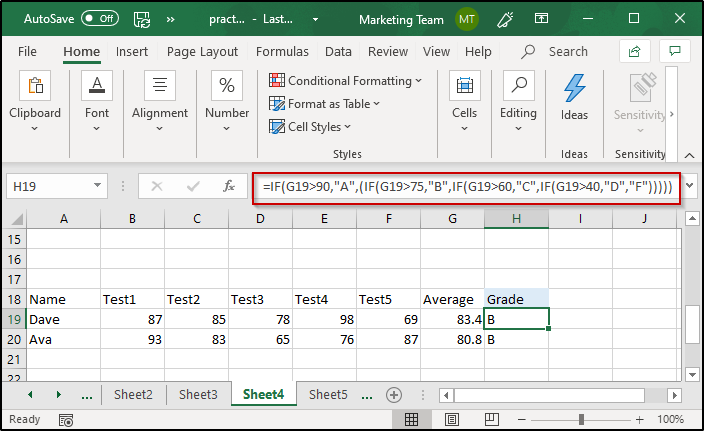 AutoSave Off pract... – Last... Marketing Team MT
File Home Insert Page Layout Formulas Data Review View Help Search
Clipboard Font Alignment Number Conditional Formatting Format as Table Cell Styles Styles Cells Editing Ideas Ideas Sensitivity Sensitivity
H19 fx =IF(G19>90,"A",(IF(G19>75,"B",IF(G19>60,"C",IF(G19>40,"D","F")))))
A B C D E F G H I J
15
16
17
18 Name Test1 Test2 Test3 Test4 Test5 Average Grade
19 Dave 87 85 78 98 69 83.4 B
20 Ava 93 83 65 76 87 80.8 B
21
22
... Sheet2 Sheet3 Sheet4 Sheet5 ...
Ready 100%